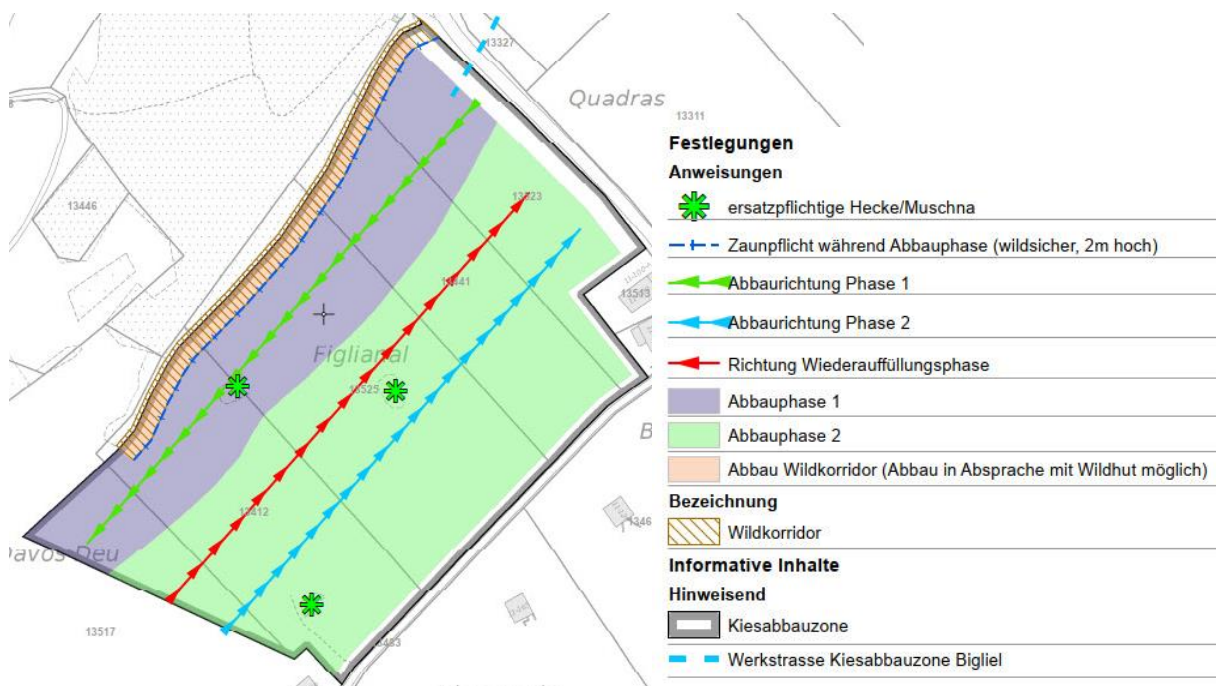 13327
Quadras
13311
13446
13523
13441
13513
Figlianal
13525
13412
Davos Deu
13517
B
1346
13433
Festlegungen
Anweisungen
ersatzpflichtige Hecke/Muschna
Zaunpflicht während Abbauphase (wildsicher, 2m hoch)
Abbaurichtung Phase 1
Abbaurichtung Phase 2
Richtung Wiederauffüllungsphase
Abbauphase 1
Abbauphase 2
Abbau Wildkorridor (Abbau in Absprache mit Wildhut möglich)
Bezeichnung
Wildkorridor
Informative Inhalte
Hinweisend
Kiesabbauzone
Werkstrasse Kiesabbauzone Bigliel